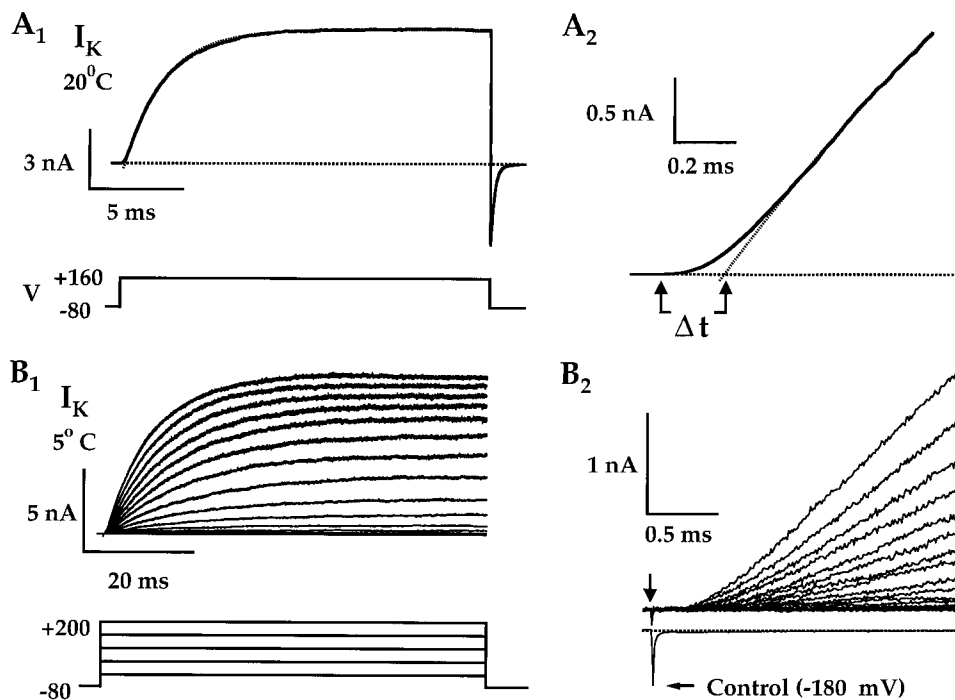 A1 IK
20⁰C
3 nA
5 ms
V
+160
-80
A2
0.5 nA
0.2 ms
Δt
B1
IK
5° C
5 nA
20 ms
+200
-80
B2
1 nA
0.5 ms
Control (-180 mV)